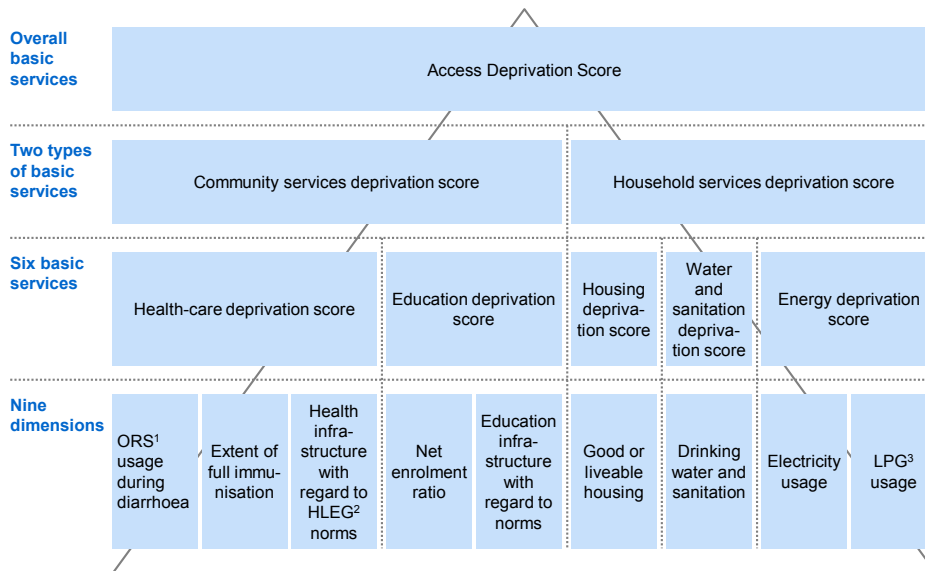 Overall
basic
services
Access Deprivation Score
Two types
of basic
services
Community services deprivation score
Household services deprivation score
Six basic
services
Health-care deprivation score
Education deprivation
score
Housing
depriva-
tion score
Water
and
sanitation
depriva-
tion score
Energy deprivation
score
Nine
dimensions
ORS¹
usage
during
diarrhoea
Extent of
full immu-
nisation
Health
infra-
structure
with
regard to
HLEG²
norms
Net
enrolment
ratio
Education
infra-
structure
with
regard to
norms
Good or
liveable
housing
Drinking
water and
sanitation
Electricity
usage
LPG³
usage